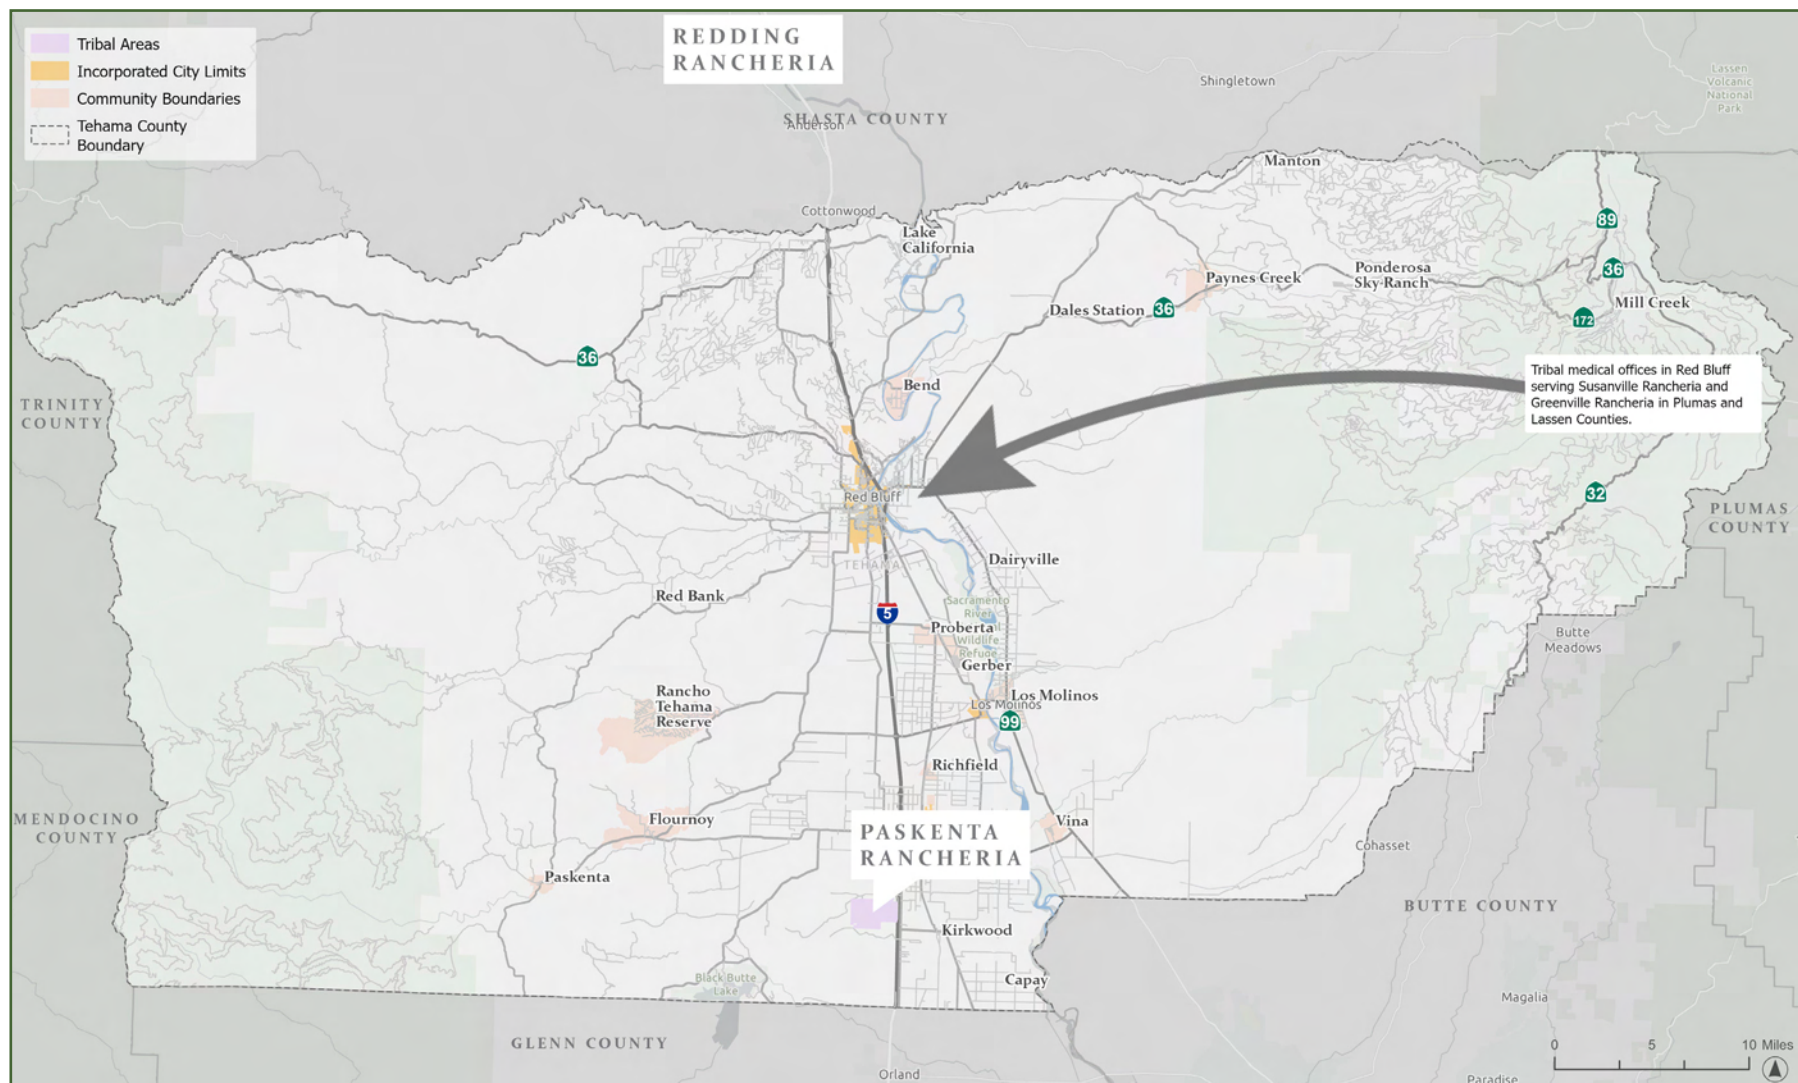 Tribal Areas
Incorporated City Limits
Community Boundaries
Tehama County
Boundary
REDDING
RANCHERIA
Shingletown
Lassen
Volcanic
National
Park
SHASTA COUNTY
Anderson
Manton
Cottonwood
Lake
California
89
36
Paynes Creek
Ponderosa
Sky Ranch
Dales Station
36
Mill Creek
172
36
Bend
Tribal medical offices in Red Bluff
serving Susanville Rancheria and
Greenville Rancheria in Plumas and
Lassen Counties.
TRINITY
COUNTY
Red Bluff
32
PLUMAS
COUNTY
Dairyville
TEHAMA
Red Bank
5
Sacramento
River
Wildlife
Refuge
Proberta
Gerber
Butte
Meadows
Rancho
Tehama
Reserve
Los Molinos
Los Molinos
99
Richfield
MENDOCINO
COUNTY
Flournoy
PASKENTA
RANCHERIA
Vina
Cohasset
Paskenta
BUTTE COUNTY
Kirkwood
Black Butte
Lake
Capay
Magalia
GLENN COUNTY
0 5 10 Miles
Orland
Paradise